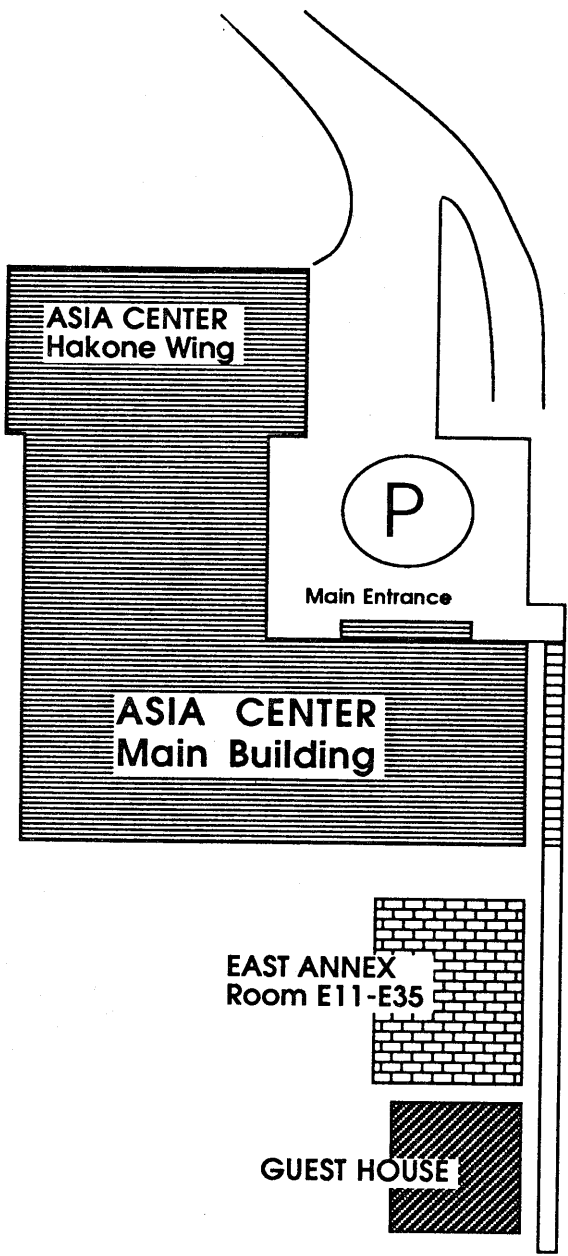 ASIA CENTER
Hakone Wing
P
Main Entrance
ASIA CENTER
Main Building
EAST ANNEX
Room E11-E35
GUEST HOUSE